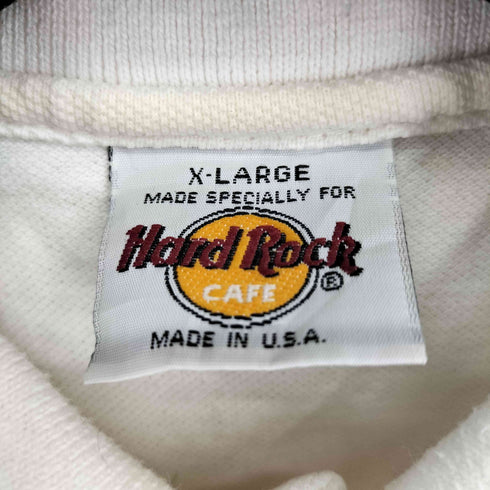 X-LARGE
MADE SPECIALLY FOR
Hard Rock
CAFE ®
MADE IN U.S.A.